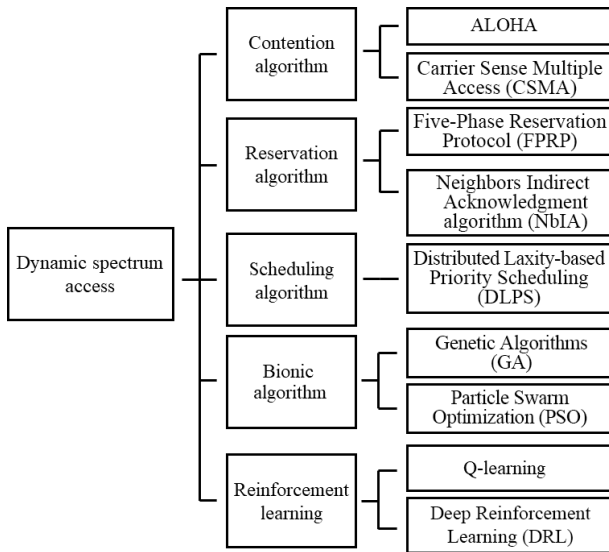 Dynamic spectrum
access
Contention
algorithm
ALOHA
Carrier Sense Multiple
Access (CSMA)
Reservation
algorithm
Five-Phase Reservation
Protocol (FPRP)
Neighbors Indirect
Acknowledgment
algorithm (NbIA)
Scheduling
algorithm
Distributed Laxity-based
Priority Scheduling
(DLPS)
Bionic
algorithm
Genetic Algorithms
(GA)
Particle Swarm
Optimization (PSO)
Reinforcement
learning
Q-learning
Deep Reinforcement
Learning (DRL)